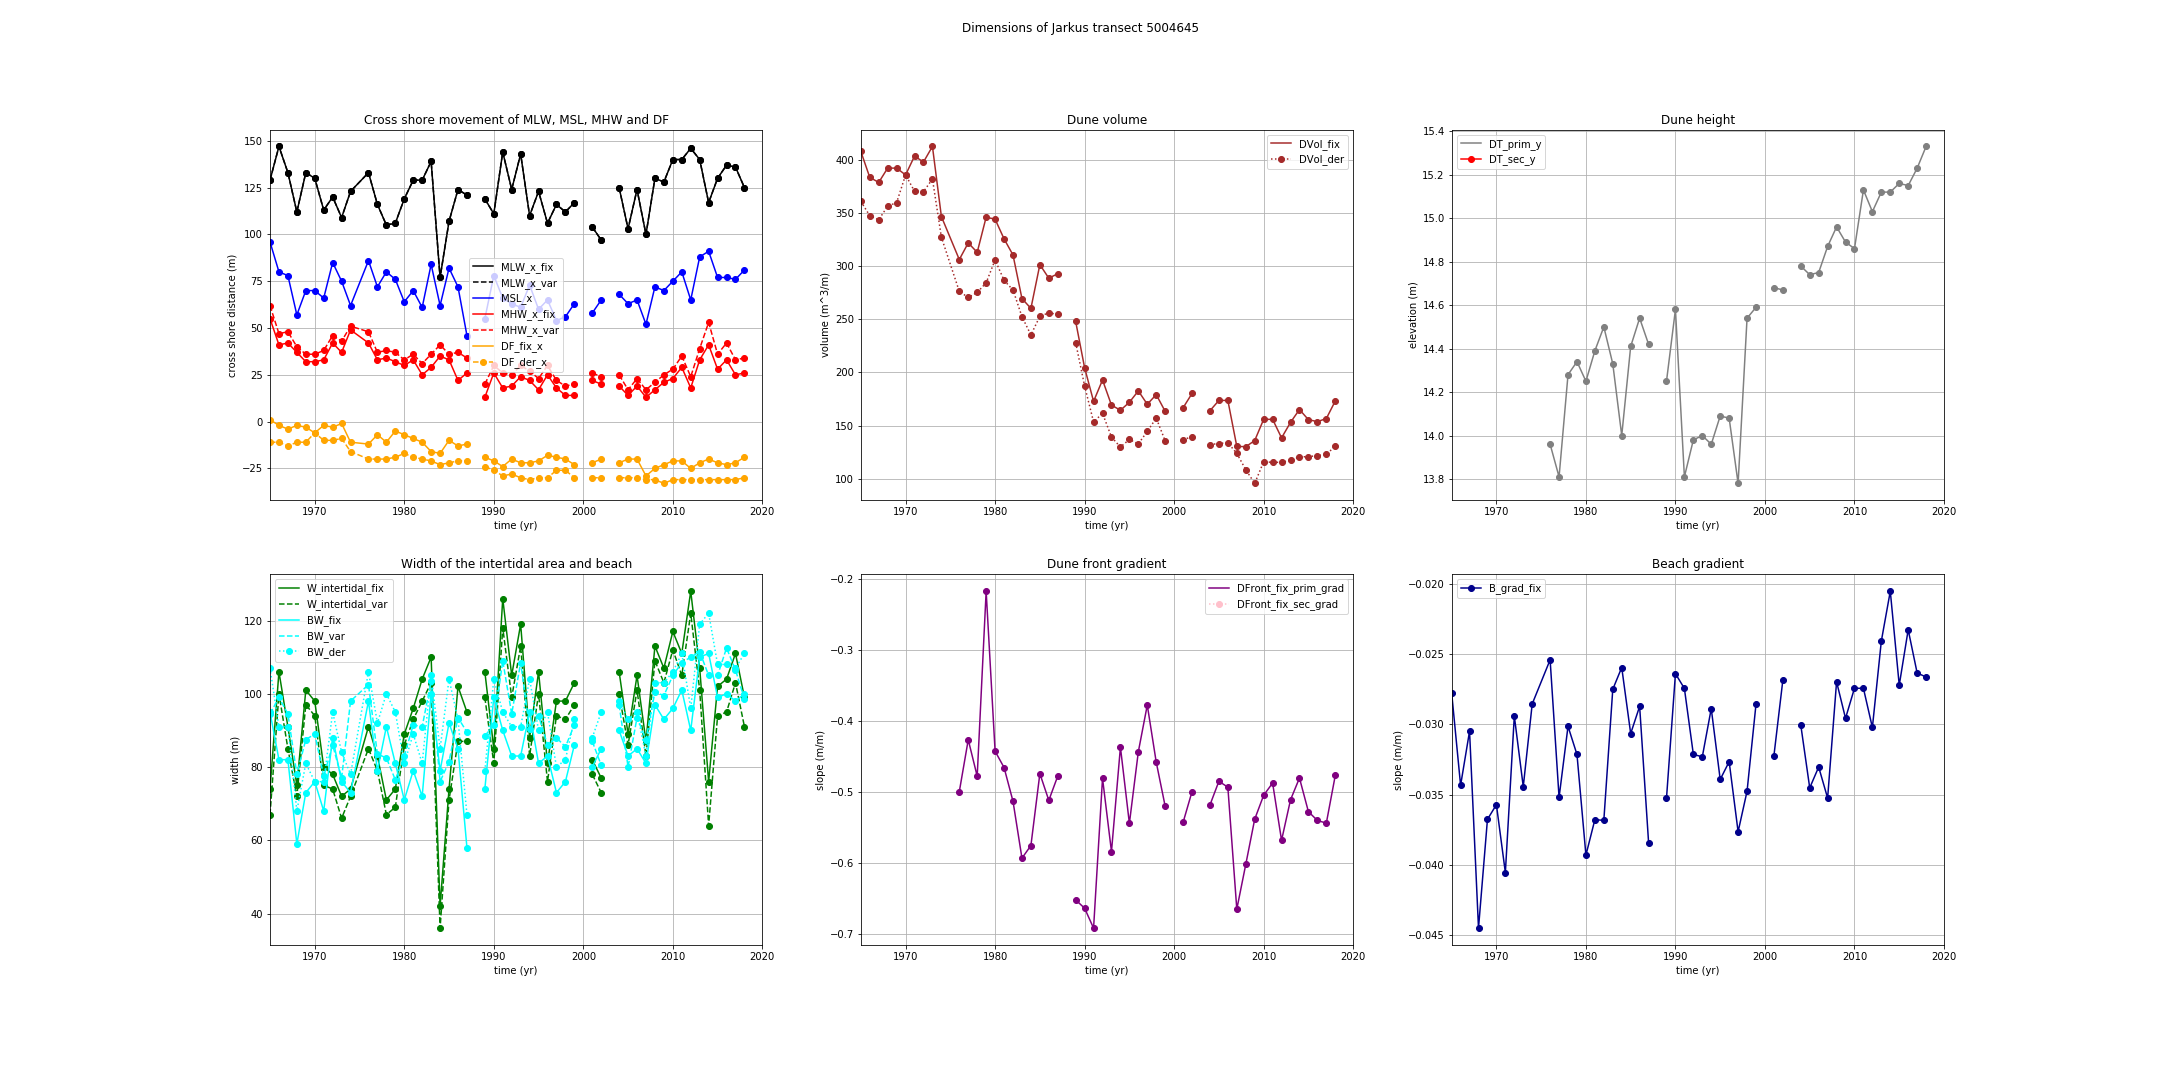 Dimensions of Jarkus transect 5004645
Cross shore movement of MLW, MSL, MHW and DF
150
125
100
75
50
25
0
−25
cross shore distance (m)
MLW_x_fix
MLW_x_var
MSL_x
MHW_x_fix
MHW_x_var
DF_fix_x
DF_der_x
1970 1980 1990 2000 2010 2020
time (yr)
Dune volume
400
350
300
250
200
150
100
volume (m^3/m)
DVol_fix
DVol_der
1970 1980 1990 2000 2010 2020
time (yr)
Dune height
15.4
15.2
15.0
14.8
14.6
14.4
14.2
14.0
13.8
elevation (m)
DT_prim_y
DT_sec_y
1970 1980 1990 2000 2010 2020
time (yr)
Width of the intertidal area and beach
120
100
80
60
40
width (m)
W_intertidal_fix
W_intertidal_var
BW_fix
BW_var
BW_der
1970 1980 1990 2000 2010 2020
time (yr)
Dune front gradient
−0.2
−0.3
−0.4
−0.5
−0.6
−0.7
slope (m/m)
DFront_fix_prim_grad
DFront_fix_sec_grad
1970 1980 1990 2000 2010 2020
time (yr)
Beach gradient
−0.020
−0.025
−0.030
−0.035
−0.040
−0.045
slope (m/m)
B_grad_fix
1970 1980 1990 2000 2010 2020
time (yr)